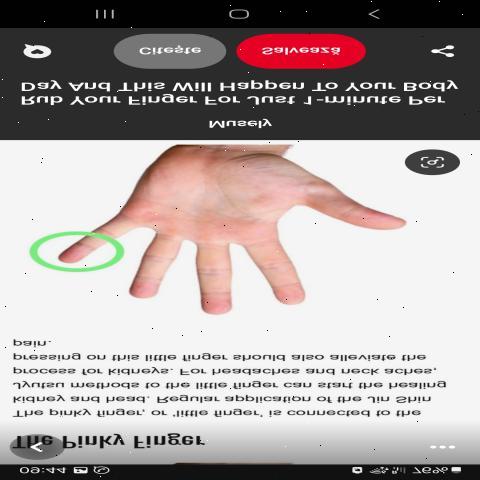 09:44 76%
The Pinky Finger
The pinky finger, or 'little finger' is connected to the
kidney and head. Regular application of the Jin Shin
Jyutsu methods to the little finger can start the healing
process for kidneys. For headaches and neck aches,
pressing on this little finger should also alleviate the
pain.
Musely
Rub Your Finger For Just 1-minute Per
Day And This Will Happen To Your Body
Citește Salvează